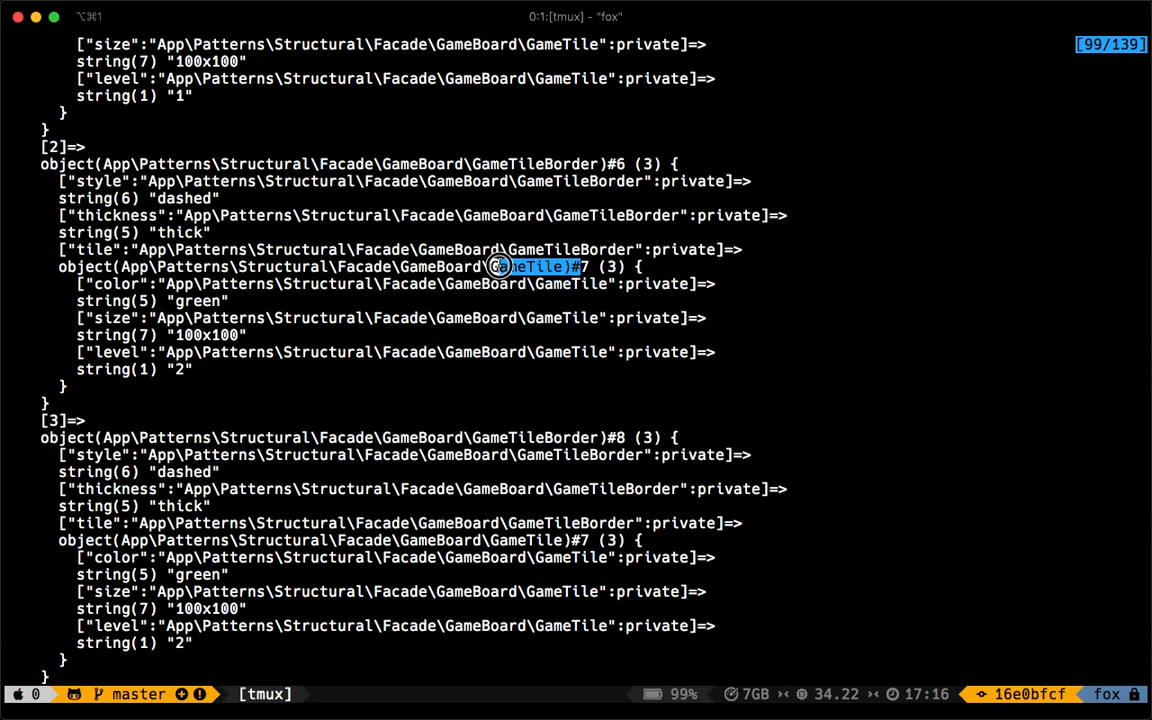 ⌥⌘1
0:1:[tmux] - "fox"
["size":"App\Patterns\Structural\Facade\GameBoard\GameTile":private]=>
[99/139]
string(7) "100x100"
["level":"App\Patterns\Structural\Facade\GameBoard\GameTile":private]=>
string(1) "1"
}
}
[2]=>
object(App\Patterns\Structural\Facade\GameBoard\GameTileBorder)#6 (3) {
["style":"App\Patterns\Structural\Facade\GameBoard\GameTileBorder":private]=>
string(6) "dashed"
["thickness":"App\Patterns\Structural\Facade\GameBoard\GameTileBorder":private]=>
string(5) "thick"
["tile":"App\Patterns\Structural\Facade\GameBoard\GameTileBorder":private]=>
object(App\Patterns\Structural\Facade\GameBoard\GameTile)#7 (3) {
["color":"App\Patterns\Structural\Facade\GameBoard\GameTile":private]=>
string(5) "green"
["size":"App\Patterns\Structural\Facade\GameBoard\GameTile":private]=>
string(7) "100x100"
["level":"App\Patterns\Structural\Facade\GameBoard\GameTile":private]=>
string(1) "2"
}
}
[3]=>
object(App\Patterns\Structural\Facade\GameBoard\GameTileBorder)#8 (3) {
["style":"App\Patterns\Structural\Facade\GameBoard\GameTileBorder":private]=>
string(6) "dashed"
["thickness":"App\Patterns\Structural\Facade\GameBoard\GameTileBorder":private]=>
string(5) "thick"
["tile":"App\Patterns\Structural\Facade\GameBoard\GameTileBorder":private]=>
object(App\Patterns\Structural\Facade\GameBoard\GameTile)#7 (3) {
["color":"App\Patterns\Structural\Facade\GameBoard\GameTile":private]=>
string(5) "green"
["size":"App\Patterns\Structural\Facade\GameBoard\GameTile":private]=>
string(7) "100x100"
["level":"App\Patterns\Structural\Facade\GameBoard\GameTile":private]=>
string(1) "2"
}
}
0 master [tmux] 99% 7GB 34.22 17:16 16e0bfcf fox